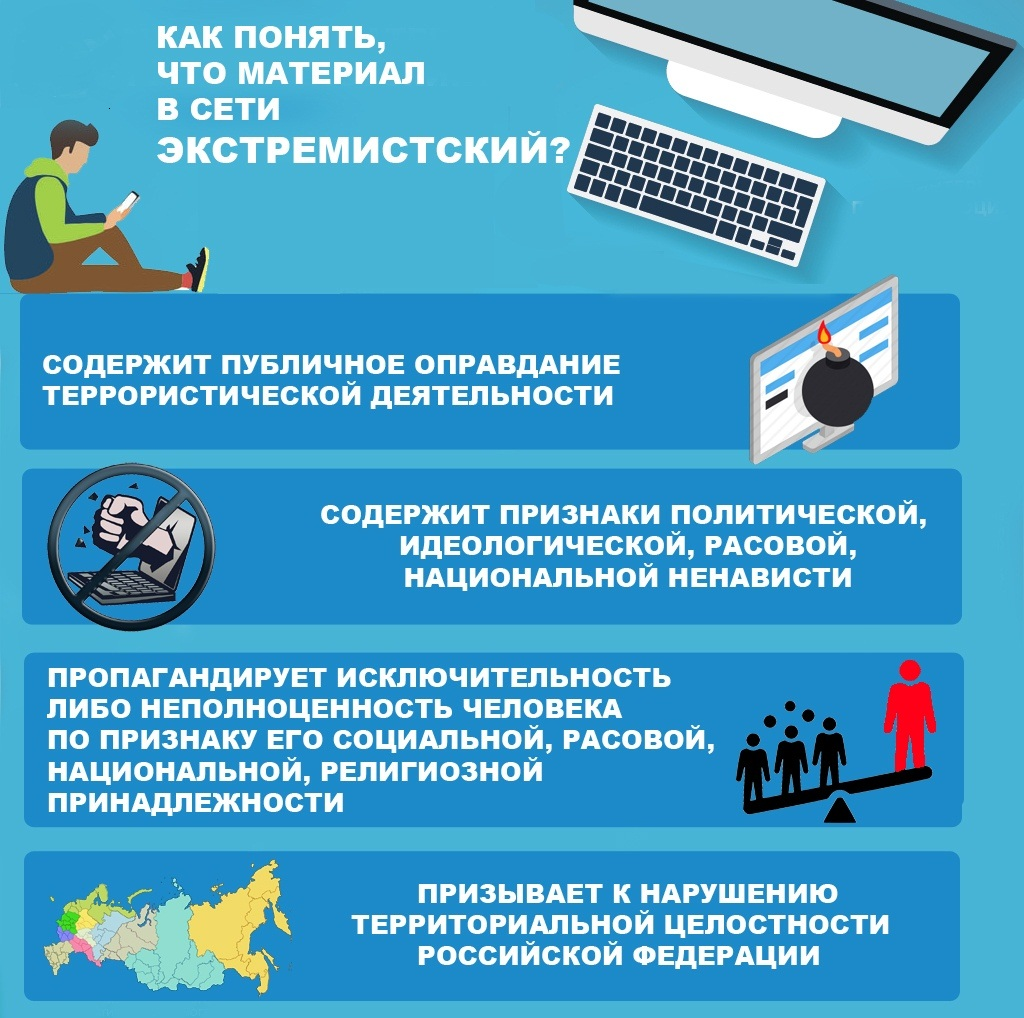 КАК ПОНЯТЬ,
ЧТО МАТЕРИАЛ
В СЕТИ
ЭКСТРЕМИСТСКИЙ?
СОДЕРЖИТ ПУБЛИЧНОЕ ОПРАВДАНИЕ
ТЕРРОРИСТИЧЕСКОЙ ДЕЯТЕЛЬНОСТИ
СОДЕРЖИТ ПРИЗНАКИ ПОЛИТИЧЕСКОЙ,
ИДЕОЛОГИЧЕСКОЙ, РАСОВОЙ,
НАЦИОНАЛЬНОЙ НЕНАВИСТИ
ПРОПАГАНДИРУЕТ ИСКЛЮЧИТЕЛЬНОСТЬ
ЛИБО НЕПОЛНОЦЕННОСТЬ ЧЕЛОВЕКА
ПО ПРИЗНАКУ ЕГО СОЦИАЛЬНОЙ, РАСОВОЙ,
НАЦИОНАЛЬНОЙ, РЕЛИГИОЗНОЙ
ПРИНАДЛЕЖНОСТИ
ПРИЗЫВАЕТ К НАРУШЕНИЮ
ТЕРРИТОРИАЛЬНОЙ ЦЕЛОСТНОСТИ
РОССИЙСКОЙ ФЕДЕРАЦИИ